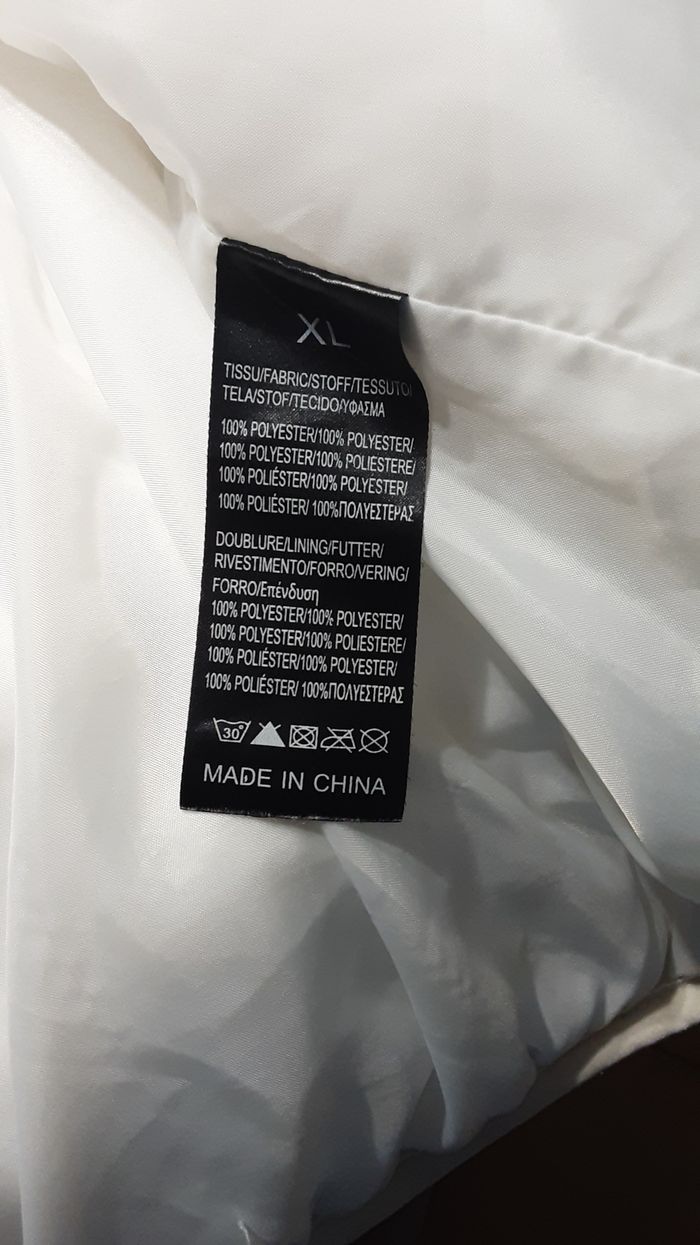 XL
TISSU/FABRIC/STOFF/TESSUTO/
TELA/STOF/TECIDO/ΥΦΑΣΜΑ
100% POLYESTER/100% POLYESTER/
100% POLYESTER/100% POLIESTERE/
100% POLIÉSTER/100% POLYESTER/
100% POLIÉSTER/ 100%ΠΟΛΥΕΣΤΕΡΑΣ
DOUBLURE/LINING/FUTTER/
RIVESTIMENTO/FORRO/VERING/
FORRO/Επένδυση
100% POLYESTER/100% POLYESTER/
100% POLYESTER/100% POLIESTERE/
100% POLIÉSTER/100% POLYESTER/
100% POLIÉSTER/ 100%ΠΟΛΥΕΣΤΕΡΑΣ
30°
MADE IN CHINA